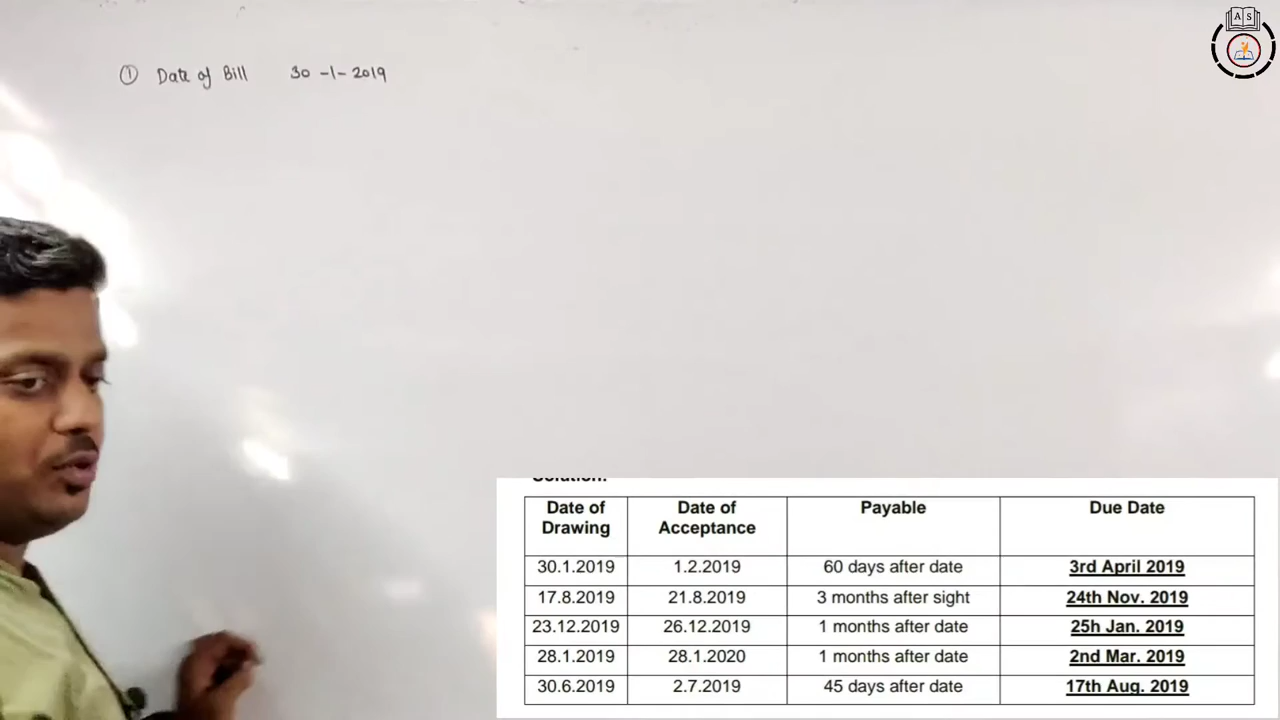 A S
① Date of Bill 30 -1- 2019
Solution:
Date of Drawing Date of Acceptance Payable Due Date
30.1.2019 1.2.2019 60 days after date 3rd April 2019
17.8.2019 21.8.2019 3 months after sight 24th Nov. 2019
23.12.2019 26.12.2019 1 months after date 25h Jan. 2019
28.1.2019 28.1.2020 1 months after date 2nd Mar. 2019
30.6.2019 2.7.2019 45 days after date 17th Aug. 2019